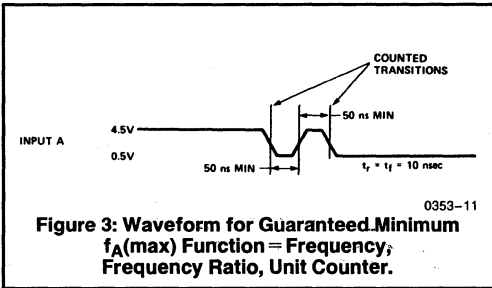 COUNTED
TRANSITIONS
50 ns MIN
4.5V
INPUT A
0.5V
50 ns MIN
tr = tf = 10 nsec
0353-11
Figure 3: Waveform for Guaranteed Minimum
fA(max) Function = Frequency,
Frequency Ratio, Unit Counter.